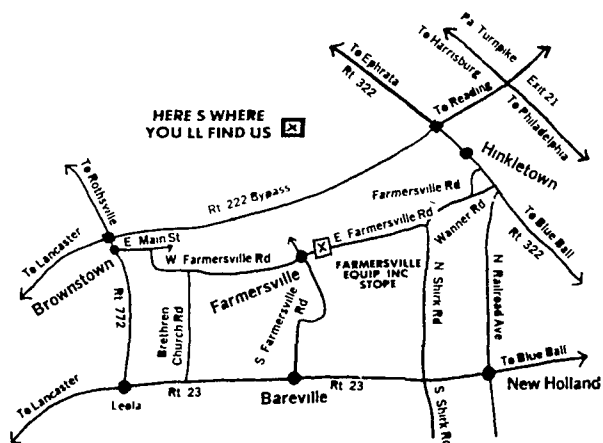 Pa Turnpike
To Harrisburg
Exit 21
To Philadelphia
To Ephrata
Rt 322
To Reading
HERE S WHERE
YOU LL FIND US
Hinkletown
To Rothsville
Rt 222 Bypass
Farmersville Rd
E Farmersville Rd
Wanner Rd
To Blue Ball
Rt 322
To Lancaster
E Main St
W Farmersville Rd
Brownstown
Farmersville
FARMERSVILLE
EQUIP INC
STOPE
N Shirk Rd
N Railroad Ave
Rt 772
Brethren
Church Rd
S Farmersville
Rd
To Blue Ball
To Lancaster
Leola
Rt 23
Bareville
Rt 23
New Holland
S Shirk Rd